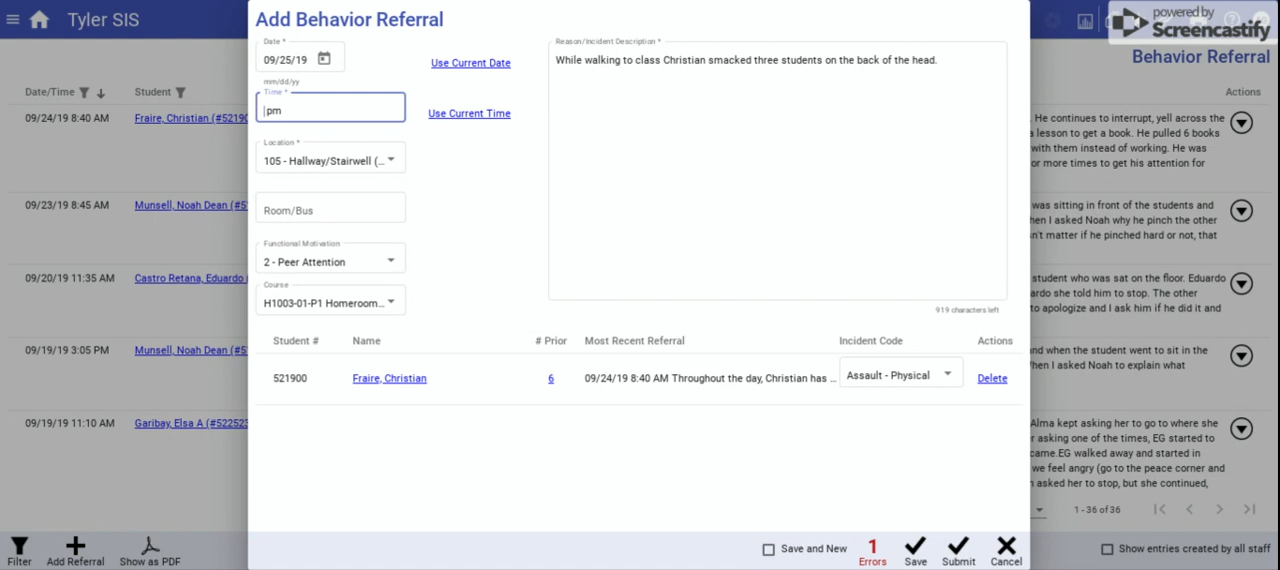 Tyler SIS
powered by
Screencastify
Behavior Referral
Date/Time
Student
Actions
09/24/19 8:40 AM
Fraire, Christian (#52190
. He continues to interrupt, yell across the
a lesson to get a book. He pulled 6 books
with them instead of working. He was
or more times to get his attention for
09/23/19 8:45 AM
Munsell, Noah Dean (#5
was sitting in front of the students and
hen I asked Noah why he pinch the other
sn't matter if he pinched hard or not, that
09/20/19 11:35 AM
Castro Retana, Eduardo
student who was sat on the floor. Eduardo
ardo she told him to stop. The other
to apologize and I ask him if he did it and
09/19/19 3:05 PM
Munsell, Noah Dean (#5
and when the student went to sit in the
hen I asked Noah to explain what
09/19/19 11:10 AM
Garibay, Elsa A (#522523
Alma kept asking her to go to where she
r asking one of the times, EG started to
came.EG walked away and started in
we feel angry (go to the peace corner and
n asked her to stop, but she continued,
1 - 36 of 36
Filter
Add Referral
Show as PDF
Show entries created by all staff
Add Behavior Referral
Date *
09/25/19
mm/dd/yy
Use Current Date
Time *
pm
Use Current Time
Location *
105 - Hallway/Stairwell (...
Room/Bus
Functional Motivation
2 - Peer Attention
Course
H1003-01-P1 Homeroom...
Reason/Incident Description *
While walking to class Christian smacked three students on the back of the head.
919 characters left
Student #
Name
# Prior
Most Recent Referral
Incident Code
Actions
521900
Fraire, Christian
6
09/24/19 8:40 AM Throughout the day, Christian has ...
Assault - Physical
Delete
Save and New
1
Errors
Save
Submit
Cancel